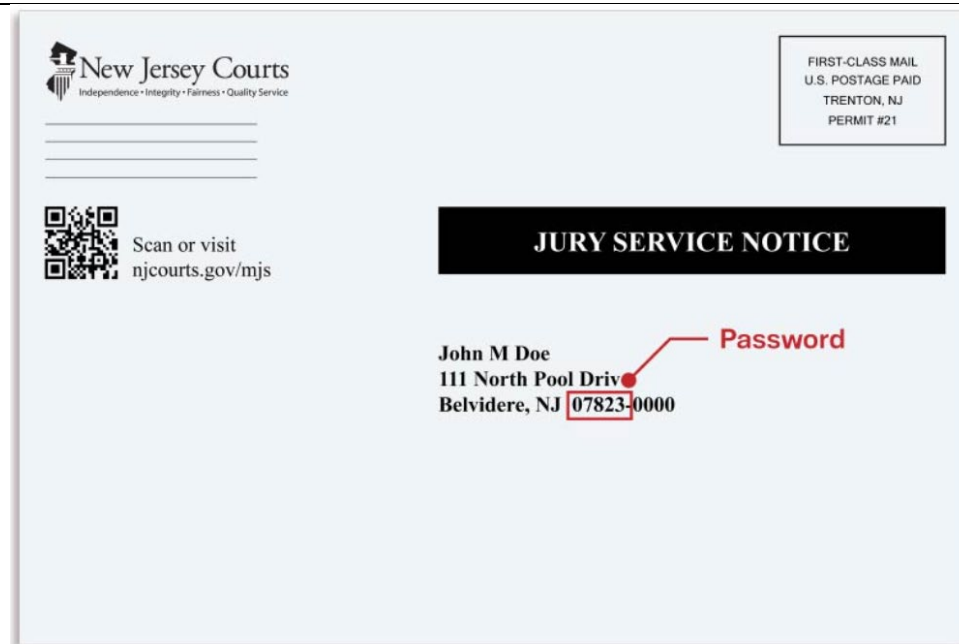 New Jersey Courts
Independence • Integrity • Fairness • Quality Service
FIRST-CLASS MAIL
U.S. POSTAGE PAID
TRENTON, NJ
PERMIT #21
Scan or visit
njcourts.gov/mjs
JURY SERVICE NOTICE
Password
John M Doe
111 North Pool Driv
Belvidere, NJ 07823-0000